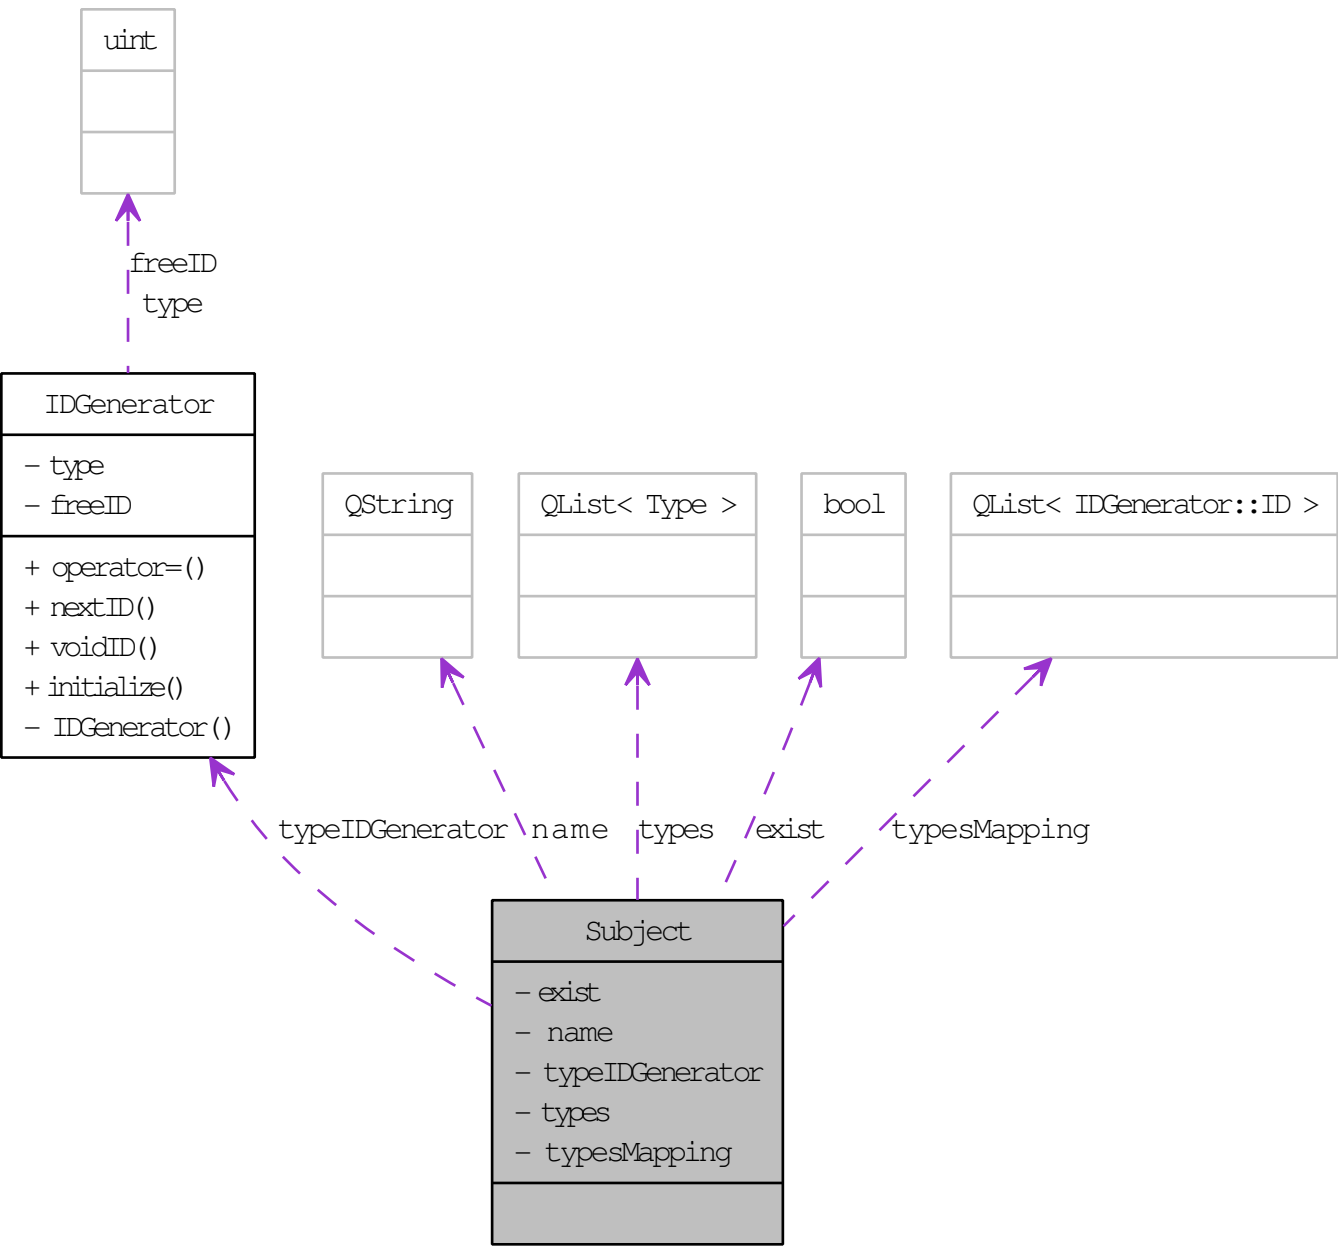 uint
freeID
type
IDGenerator
- type
- freeID
+ operator=()
+ nextID()
+ voidID()
+ initialize()
- IDGenerator()
QString
QList< Type >
bool
QList< IDGenerator::ID >
typeIDGenerator
name
types
exist
typesMapping
Subject
- exist
- name
- typeIDGenerator
- types
- typesMapping